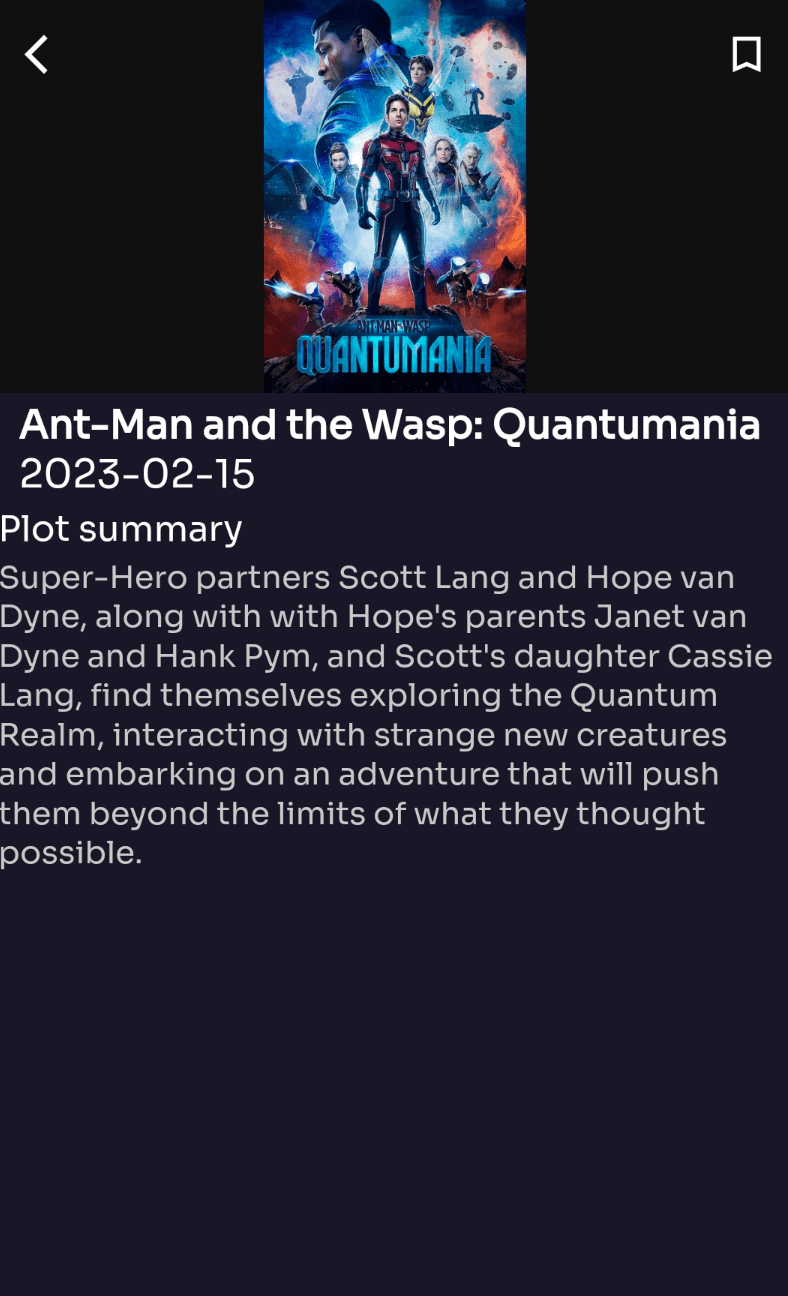 ANT-MAN AND THE WASP
QUANTUMANIA
Ant-Man and the Wasp: Quantumania
2023-02-15
Plot summary
Super-Hero partners Scott Lang and Hope van
Dyne, along with with Hope's parents Janet van
Dyne and Hank Pym, and Scott's daughter Cassie
Lang, find themselves exploring the Quantum
Realm, interacting with strange new creatures
and embarking on an adventure that will push
them beyond the limits of what they thought
possible.